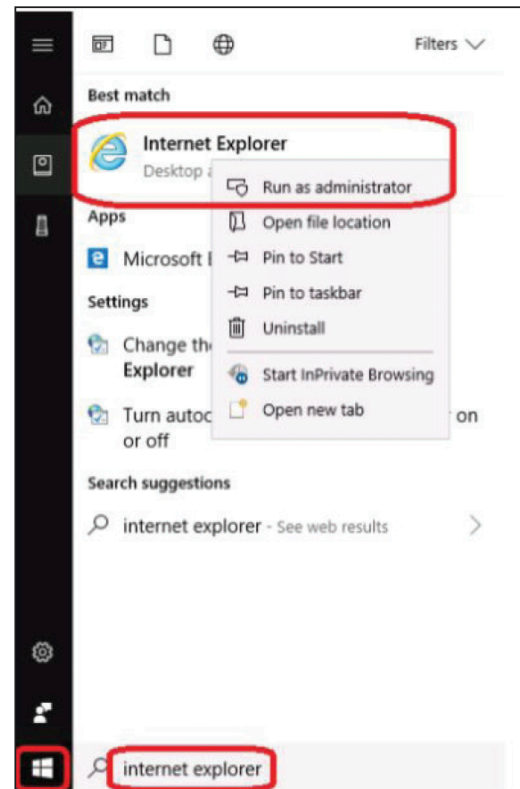 Filters
Best match
Internet Explorer
Desktop
Run as administrator
Apps
Open file location
Microsoft
Pin to Start
Settings
Pin to taskbar
Uninstall
Change
Explorer
Start InPrivate Browsing
Turn
Open new tab
on
or off
Search suggestions
internet explorer - See web results
internet explorer